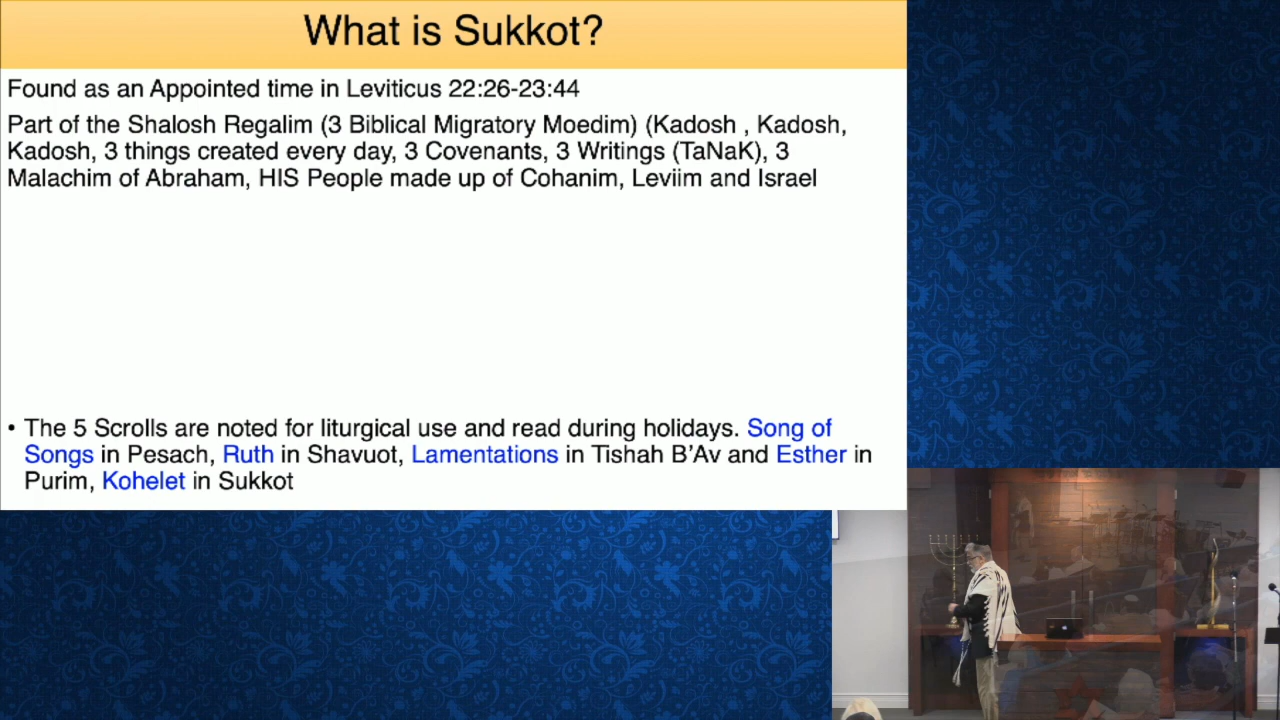 What is Sukkot?
Found as an Appointed time in Leviticus 22:26-23:44
Part of the Shalosh Regalim (3 Biblical Migratory Moedim) (Kadosh , Kadosh,
Kadosh, 3 things created every day, 3 Covenants, 3 Writings (TaNaK), 3
Malachim of Abraham, HIS People made up of Cohanim, Leviim and Israel
• The 5 Scrolls are noted for liturgical use and read during holidays. Song of
Songs in Pesach, Ruth in Shavuot, Lamentations in Tishah B’Av and Esther in
Purim, Kohelet in Sukkot